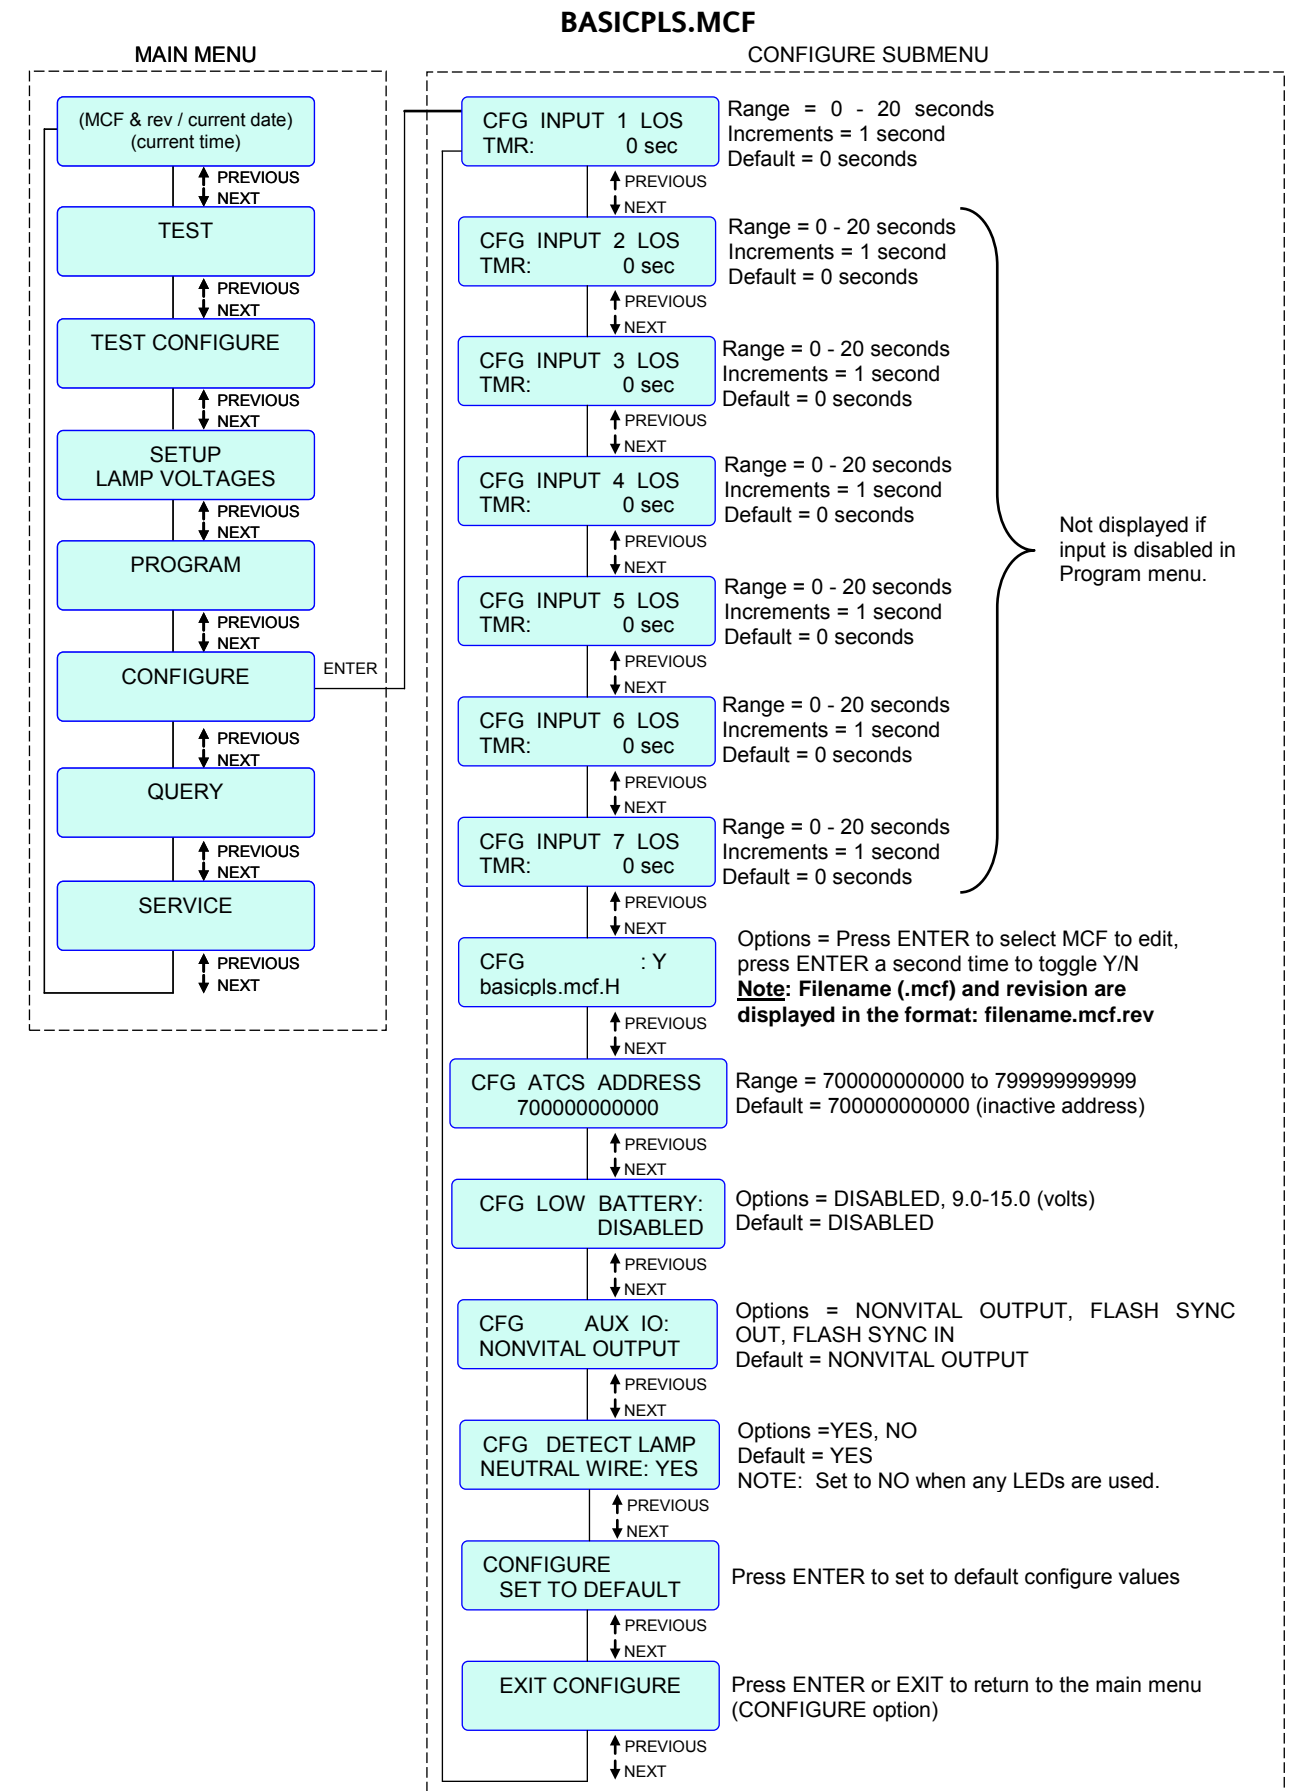 BASICPLS.MCF
MAIN MENU
(MCF & rev / current date)
(current time)
PREVIOUS
NEXT
TEST
PREVIOUS
NEXT
TEST CONFIGURE
PREVIOUS
NEXT
SETUP
LAMP VOLTAGES
PREVIOUS
NEXT
PROGRAM
PREVIOUS
NEXT
CONFIGURE
ENTER
PREVIOUS
NEXT
QUERY
PREVIOUS
NEXT
SERVICE
PREVIOUS
NEXT
CONFIGURE SUBMENU
CFG INPUT 1 LOS
TMR: 0 sec
Range = 0 - 20 seconds
Increments = 1 second
Default = 0 seconds
PREVIOUS
NEXT
CFG INPUT 2 LOS
TMR: 0 sec
Range = 0 - 20 seconds
Increments = 1 second
Default = 0 seconds
PREVIOUS
NEXT
CFG INPUT 3 LOS
TMR: 0 sec
Range = 0 - 20 seconds
Increments = 1 second
Default = 0 seconds
PREVIOUS
NEXT
CFG INPUT 4 LOS
TMR: 0 sec
Range = 0 - 20 seconds
Increments = 1 second
Default = 0 seconds
PREVIOUS
NEXT
CFG INPUT 5 LOS
TMR: 0 sec
Range = 0 - 20 seconds
Increments = 1 second
Default = 0 seconds
PREVIOUS
NEXT
CFG INPUT 6 LOS
TMR: 0 sec
Range = 0 - 20 seconds
Increments = 1 second
Default = 0 seconds
PREVIOUS
NEXT
CFG INPUT 7 LOS
TMR: 0 sec
Range = 0 - 20 seconds
Increments = 1 second
Default = 0 seconds
Not displayed if
input is disabled in
Program menu.
PREVIOUS
NEXT
CFG : Y
basicpls.mcf.H
Options = Press ENTER to select MCF to edit,
press ENTER a second time to toggle Y/N
Note: Filename (.mcf) and revision are
displayed in the format: filename.mcf.rev
PREVIOUS
NEXT
CFG ATCS ADDRESS
700000000000
Range = 700000000000 to 799999999999
Default = 700000000000 (inactive address)
PREVIOUS
NEXT
CFG LOW BATTERY:
DISABLED
Options = DISABLED, 9.0-15.0 (volts)
Default = DISABLED
PREVIOUS
NEXT
CFG AUX IO:
NONVITAL OUTPUT
Options = NONVITAL OUTPUT, FLASH SYNC
OUT, FLASH SYNC IN
Default = NONVITAL OUTPUT
PREVIOUS
NEXT
CFG DETECT LAMP
NEUTRAL WIRE: YES
Options =YES, NO
Default = YES
NOTE: Set to NO when any LEDs are used.
PREVIOUS
NEXT
CONFIGURE
SET TO DEFAULT
Press ENTER to set to default configure values
PREVIOUS
NEXT
EXIT CONFIGURE
Press ENTER or EXIT to return to the main menu
(CONFIGURE option)
PREVIOUS
NEXT